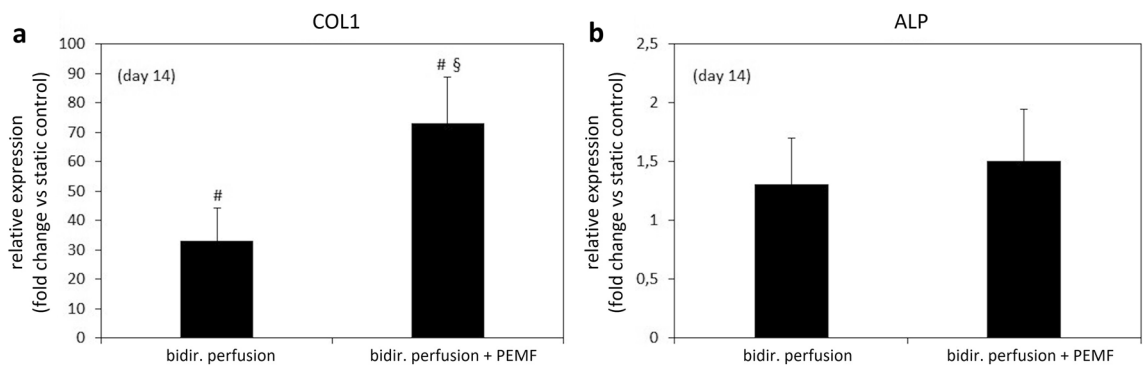 a
COL1
relative expression
(fold change vs static control)
100
90
80
70
60
50
40
30
20
10
0
(day 14)
#
# §
bidir. perfusion
bidir. perfusion + PEMF
b
ALP
relative expression
(fold change vs static control)
2,5
2
1,5
1
0,5
0
(day 14)
bidir. perfusion
bidir. perfusion + PEMF